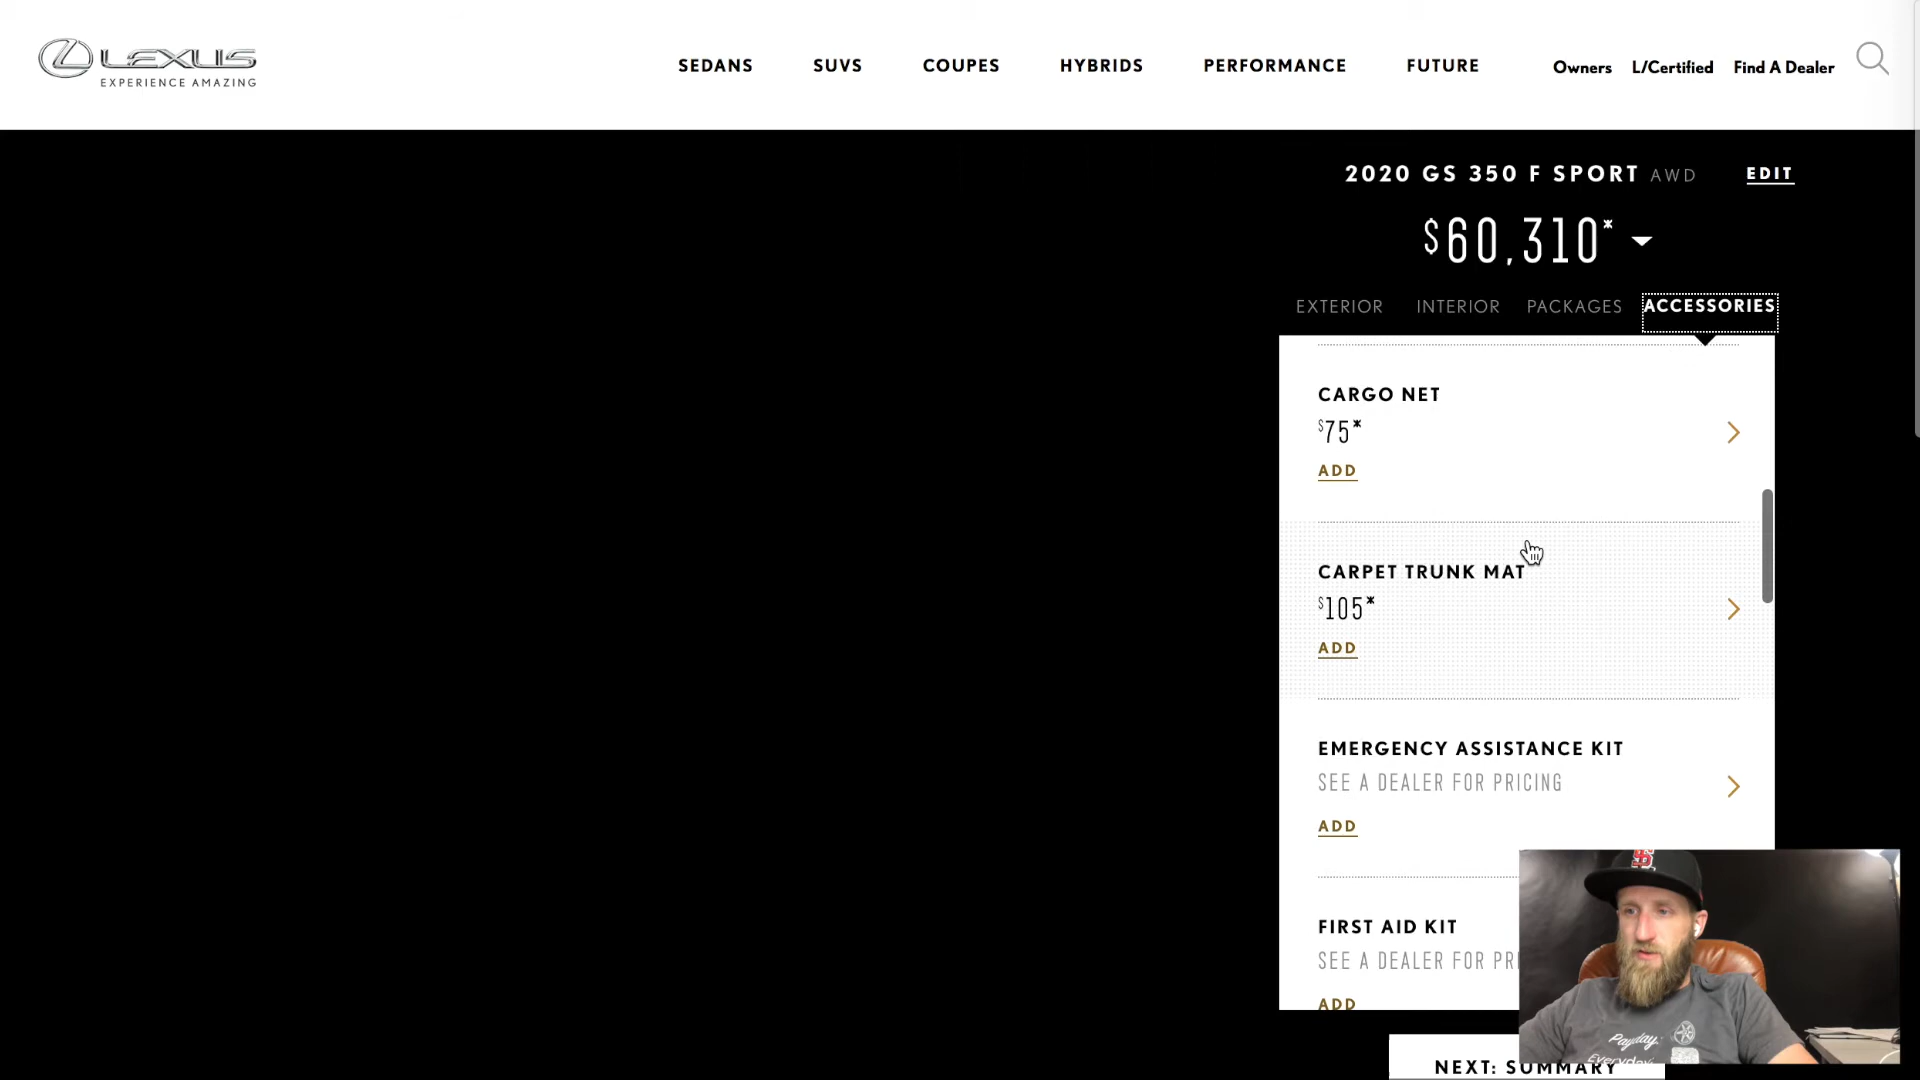 LEXUS
EXPERIENCE AMAZING
SEDANS SUVS COUPES HYBRIDS PERFORMANCE FUTURE Owners L/Certified Find A Dealer
2020 GS 350 F SPORT AWD EDIT
$60,310*
EXTERIOR INTERIOR PACKAGES ACCESSORIES
CARGO NET
$75*
ADD
CARPET TRUNK MAT
$105*
ADD
EMERGENCY ASSISTANCE KIT
SEE A DEALER FOR PRICING
ADD
FIRST AID KIT
SEE A DEALER FOR
ADD
Payday
Everyday
NEXT: SUMMARY